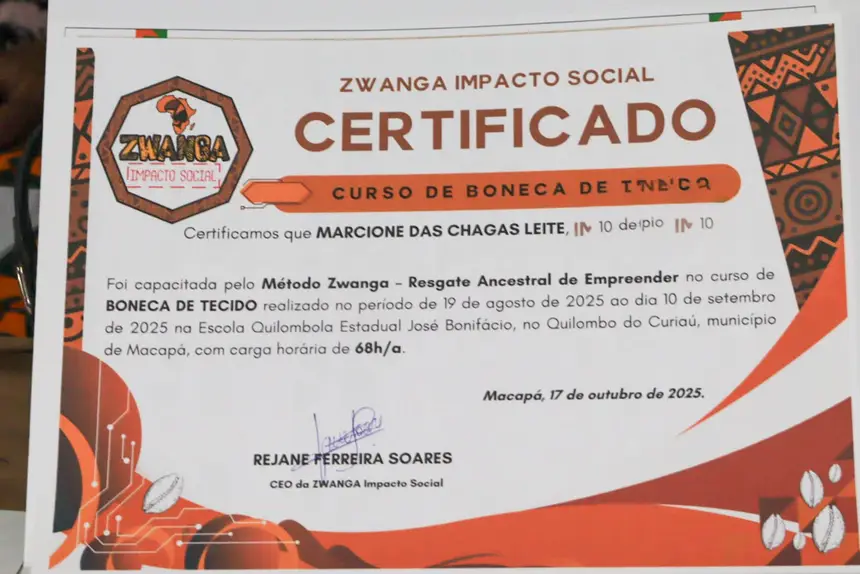 ZWANGA IMPACTO SOCIAL
CERTIFICADO
ZWANGA
IMPACTO SOCIAL
CURSO DE BONECA DE
Certificamos que MARCIONE DAS CHAGAS LEITE, 10 10
Foi capacitada pelo Método Zwanga – Resgate Ancestral de Empreender no curso de
BONECA DE TECIDO realizado no período de 19 de agosto de 2025 ao dia 10 de setembro
de 2025 na Escola Quilombola Estadual José Bonifácio, no Quilombo do Curiaú, município
de Macapá, com carga horária de 68h/a.
Macapá, 17 de outubro de 2025.
REJANE FERREIRA SOARES
CEO da ZWANGA Impacto Social